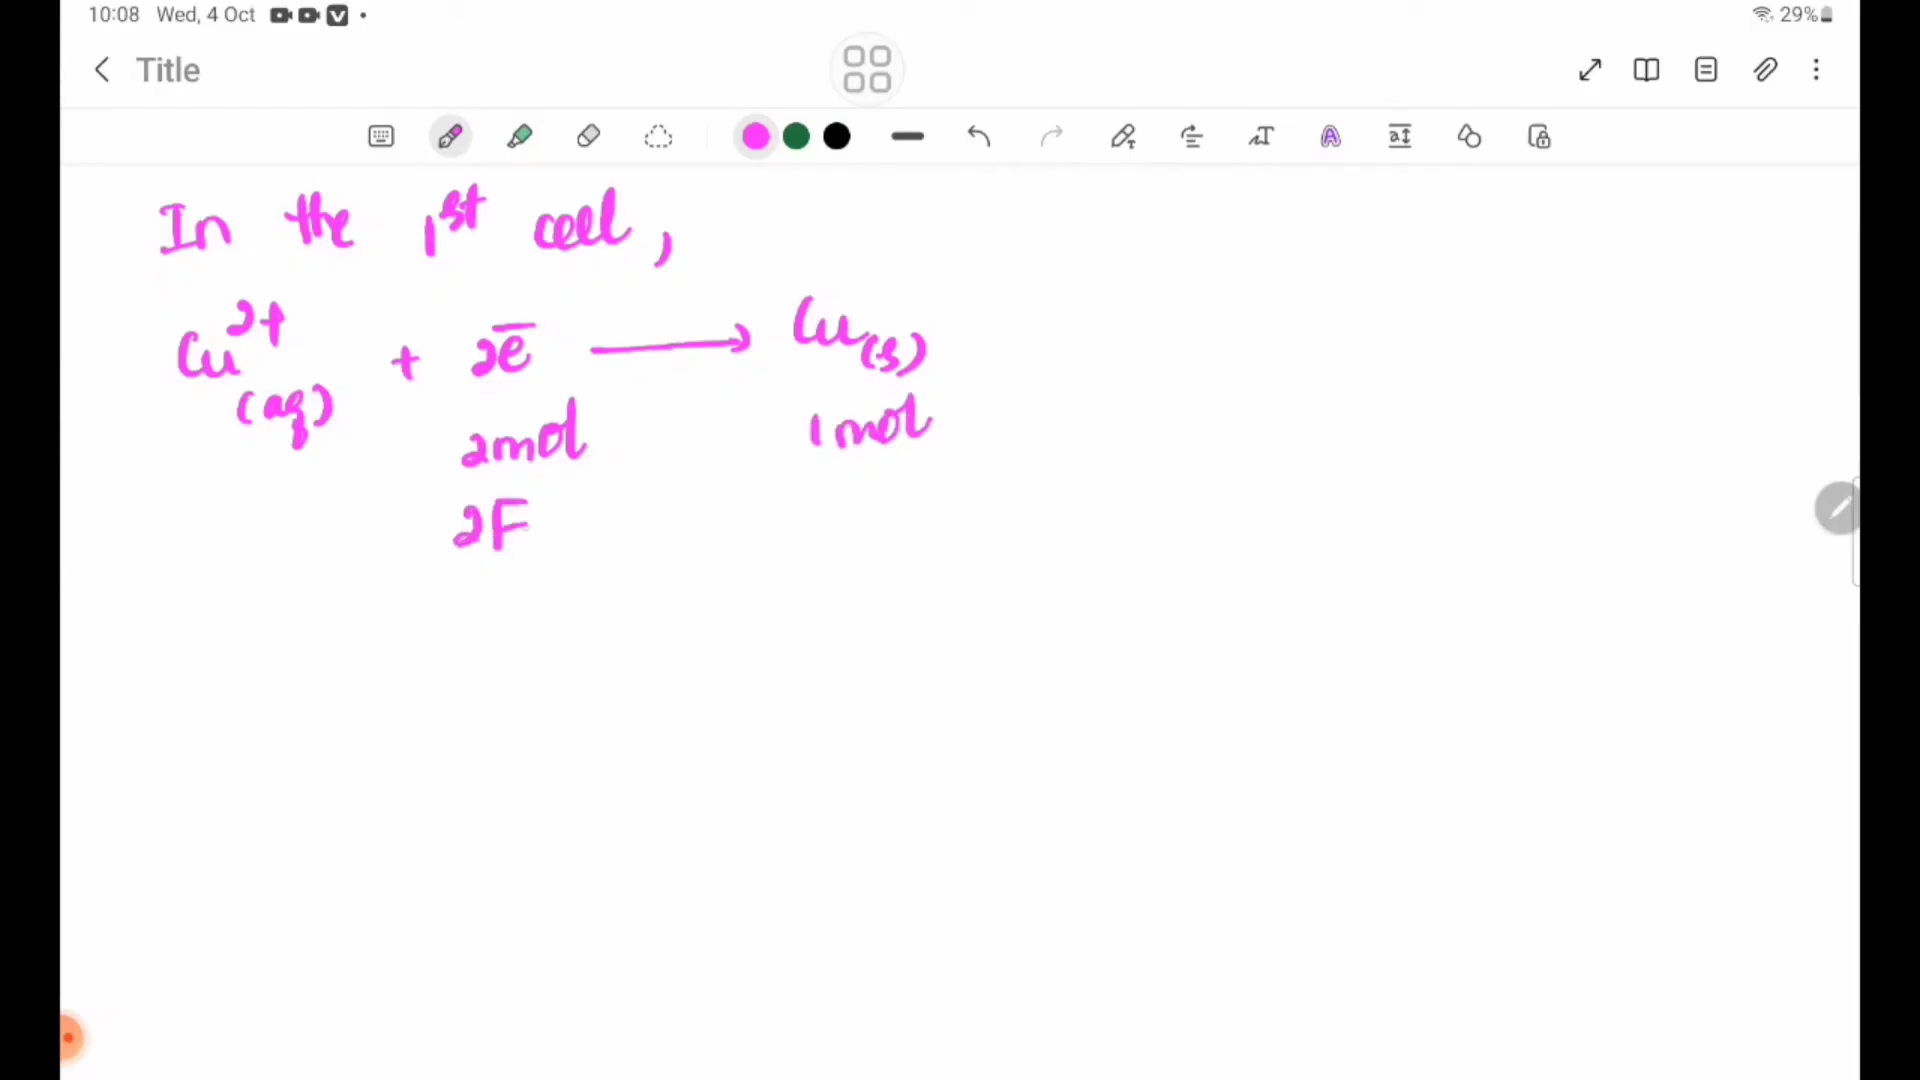 10:08 Wed, 4 Oct
29%
Title
In the 1st cell,
Cu²⁺(aq) + 2e̅ ⟶ Cu(s)
2mol 1mol
2F